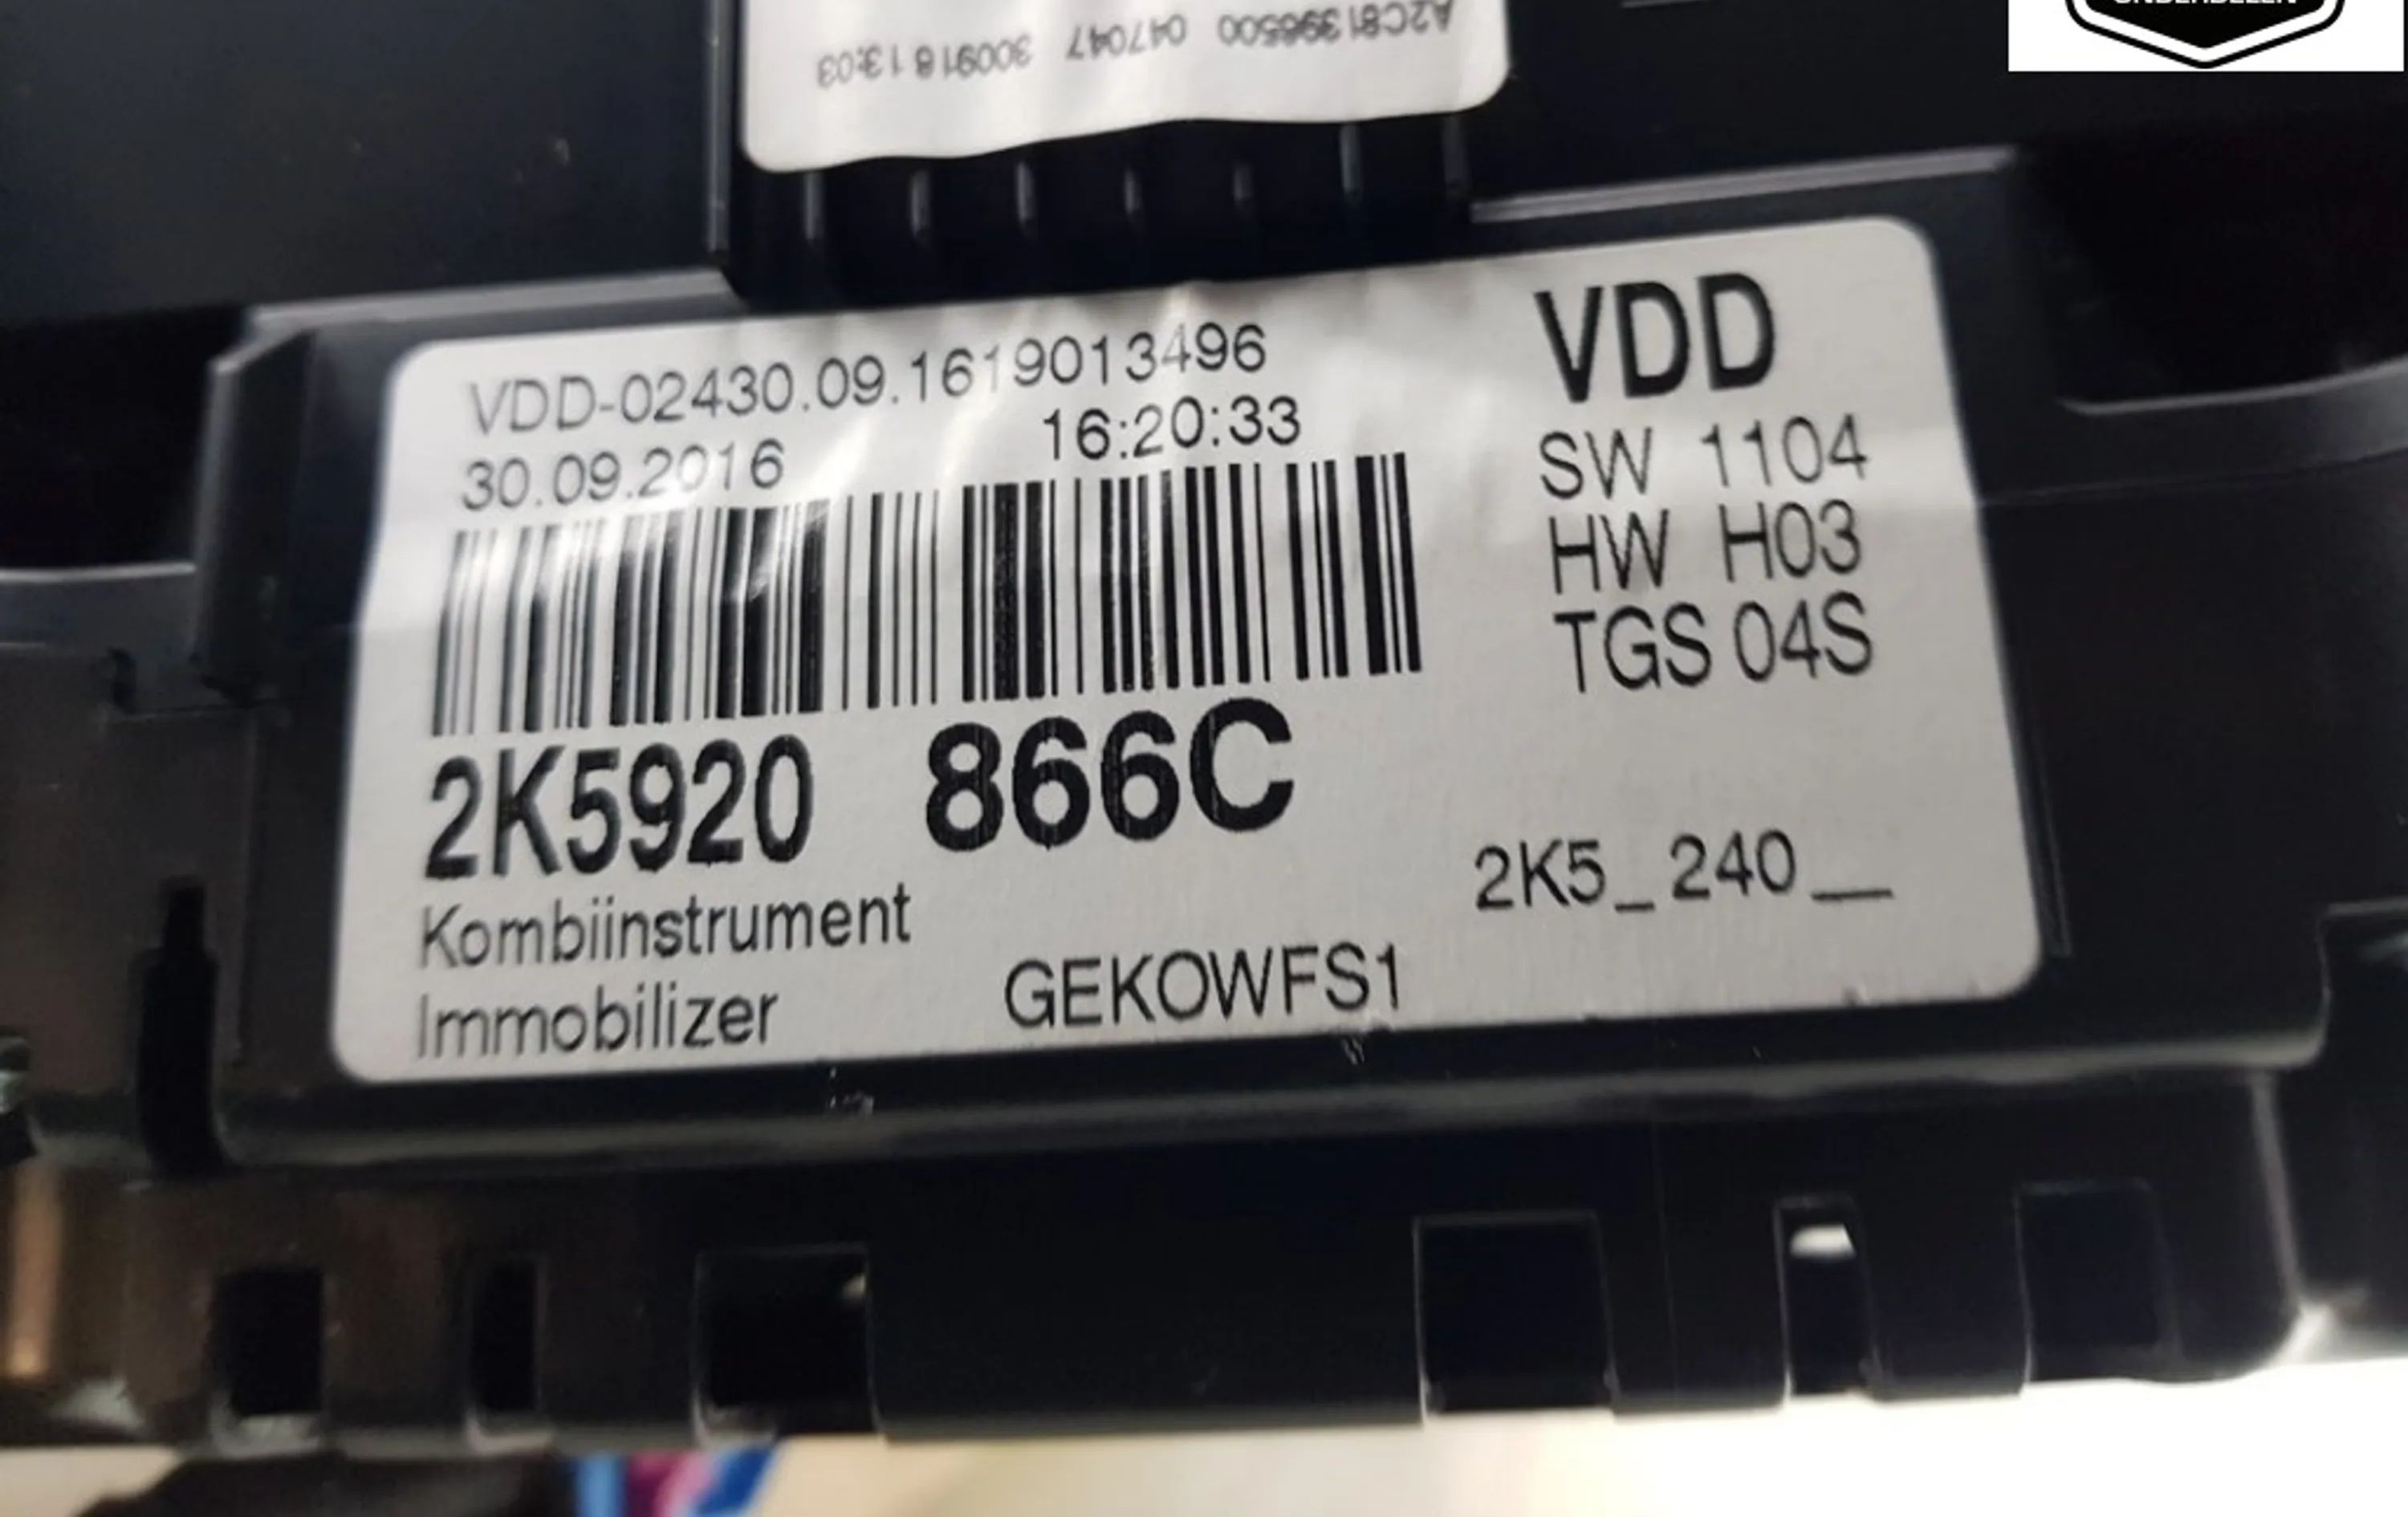 A2C81396500 047047 300916 13:03
VDD-02430.09.1619013496
30.09.2016 16:20:33
VDD
SW 1104
HW H03
TGS 04S
2K5920 866C
2K5_240__
Kombiinstrument
Immobilizer
GEKOWFS1